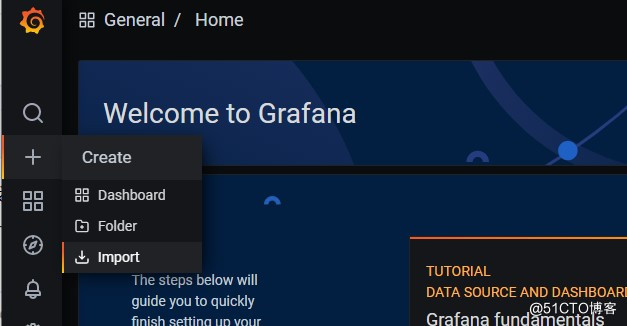 General / Home
Welcome to Grafana
Create
Dashboard
Folder
Import
The steps below will
guide you to quickly
finish setting up your
TUTORIAL
DATA SOURCE AND DASHBOARD
Grafana fundamentals
@51CTO博客